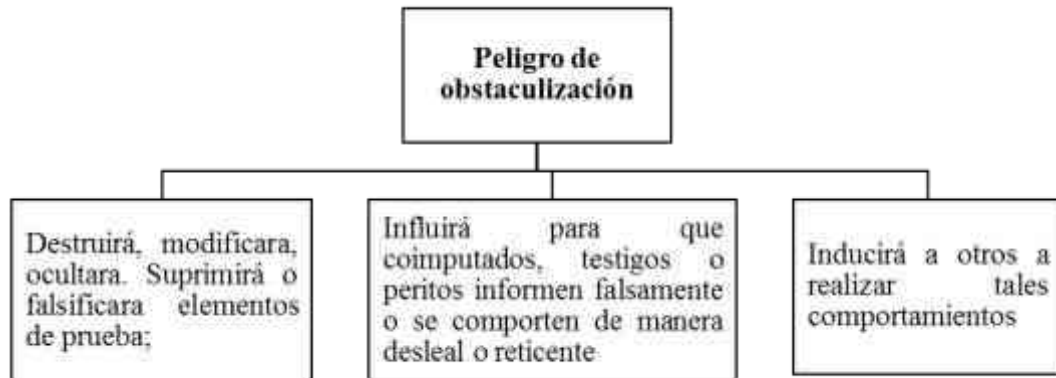 Peligro de
obstaculización
Destruirá, modificara,
ocultara. Suprimirá o
falsificara elementos
de prueba;
Influirá para que
coimputados, testigos o
peritos informen falsamente
o se comporten de manera
desleal o reticente
Inducirá a otros a
realizar tales
comportamientos